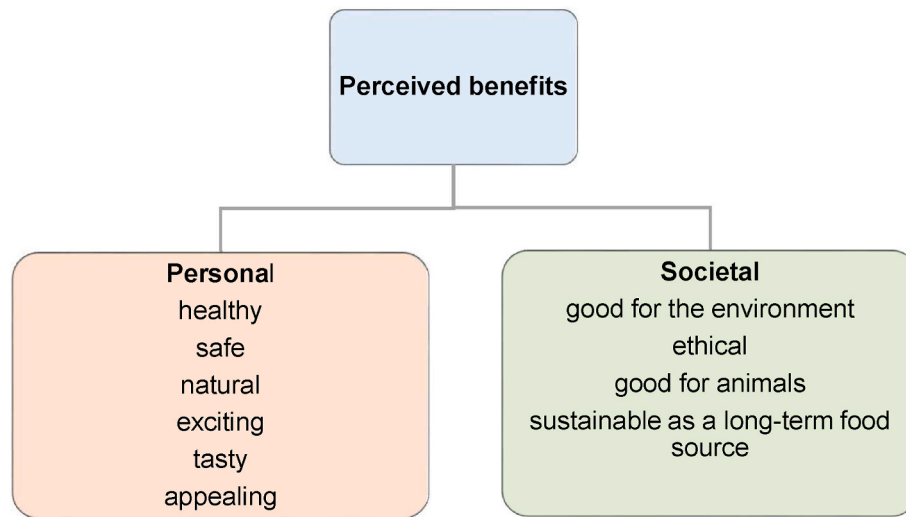 Perceived benefits
Personal
healthy
safe
natural
exciting
tasty
appealing
Societal
good for the environment
ethical
good for animals
sustainable as a long-term food
source